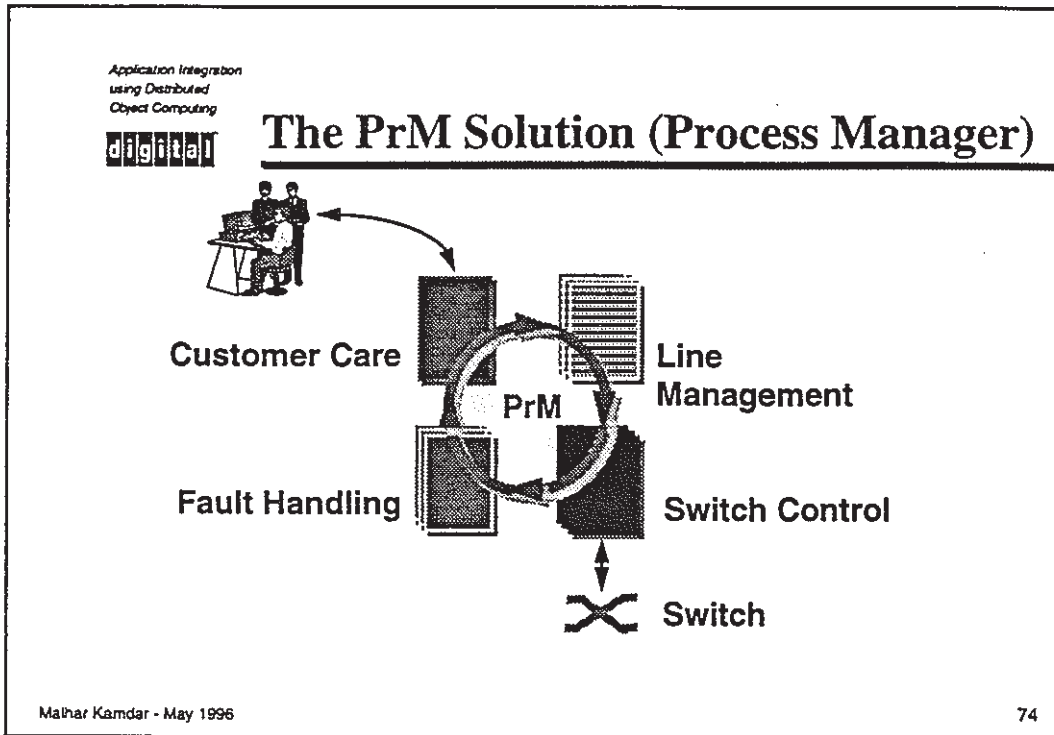 Application Integration
using Distributed
Object Computing
digital
The PrM Solution (Process Manager)
Customer Care
Line
Management
PrM
Fault Handling
Switch Control
Switch
Malhar Kamdar - May 1996
74